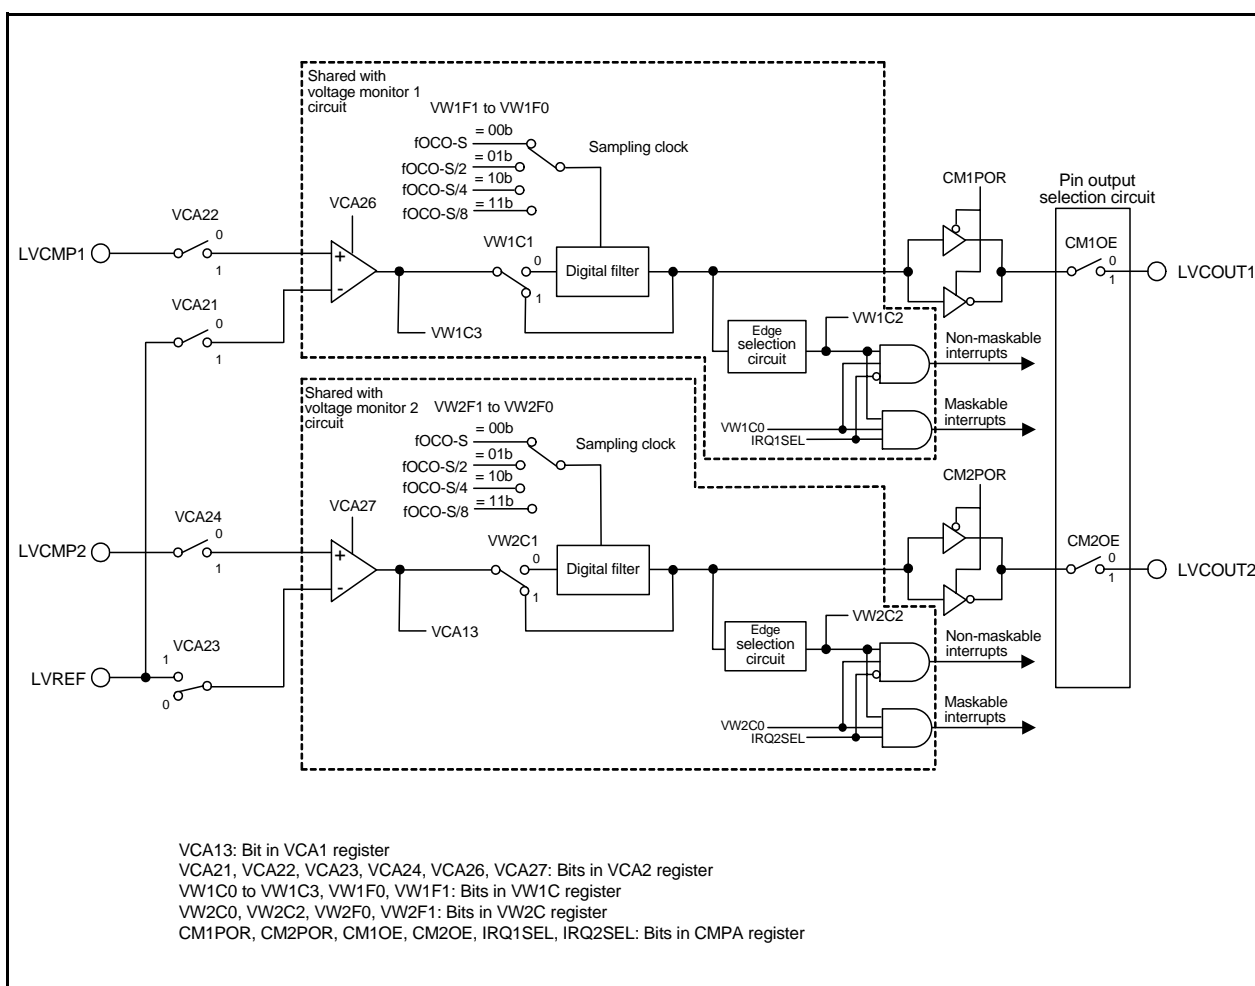 Shared with
voltage monitor 1
circuit
VW1F1 to VW1F0
= 00b
fOCO-S
= 01b
fOCO-S/2
= 10b
fOCO-S/4
= 11b
fOCO-S/8
Sampling clock
CM1POR
Pin output
selection circuit
VCA22
0
1
LVCMP1
VCA26
+
-
VW1C1
0
1
Digital filter
CM1OE
0
1
LVCOUT1
VCA21
0
1
VW1C3
VW1C2
Edge
selection
circuit
Non-maskable
interrupts
Maskable
interrupts
VW1C0
IRQ1SEL
Shared with
voltage monitor 2
circuit
VW2F1 to VW2F0
= 00b
fOCO-S
= 01b
fOCO-S/2
= 10b
fOCO-S/4
= 11b
fOCO-S/8
Sampling clock
CM2POR
VCA24
0
1
LVCMP2
VCA27
+
-
VW2C1
0
1
Digital filter
CM2OE
0
1
LVCOUT2
VCA13
VW2C2
Edge
selection
circuit
Non-maskable
interrupts
Maskable
interrupts
VW2C0
IRQ2SEL
VCA23
1
0
LVREF
VCA13: Bit in VCA1 register
VCA21, VCA22, VCA23, VCA24, VCA26, VCA27: Bits in VCA2 register
VW1C0 to VW1C3, VW1F0, VW1F1: Bits in VW1C register
VW2C0, VW2C2, VW2F0, VW2F1: Bits in VW2C register
CM1POR, CM2POR, CM1OE, CM2OE, IRQ1SEL, IRQ2SEL: Bits in CMPA register